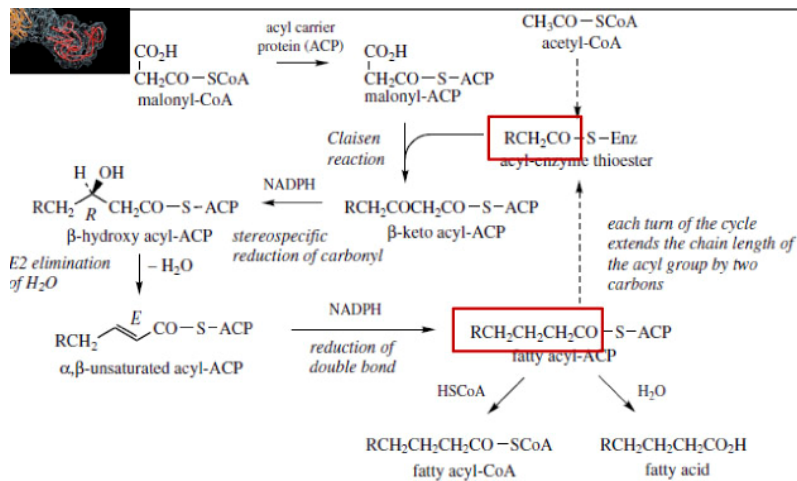 acyl carrier
protein (ACP)
CO₂H
CH₂CO–SCoA
malonyl-CoA
CO₂H
CH₂CO–S–ACP
malonyl-ACP
CH₃CO–SCoA
acetyl-CoA
Claisen
reaction
RCH₂CO–S–Enz
acyl-enzyme thioester
H OH
RCH₂ R CH₂CO–S–ACP
β-hydroxy acyl-ACP
NADPH
stereospecific
reduction of carbonyl
RCH₂COCH₂CO–S–ACP
β-keto acyl-ACP
each turn of the cycle
extends the chain length of
the acyl group by two
carbons
E2 elimination
of H₂O
– H₂O
E
RCH₂ CO–S–ACP
α,β-unsaturated acyl-ACP
NADPH
reduction of
double bond
RCH₂CH₂CH₂CO–S–ACP
fatty acyl-ACP
HSCoA
H₂O
RCH₂CH₂CH₂CO–SCoA
fatty acyl-CoA
RCH₂CH₂CH₂CO₂H
fatty acid